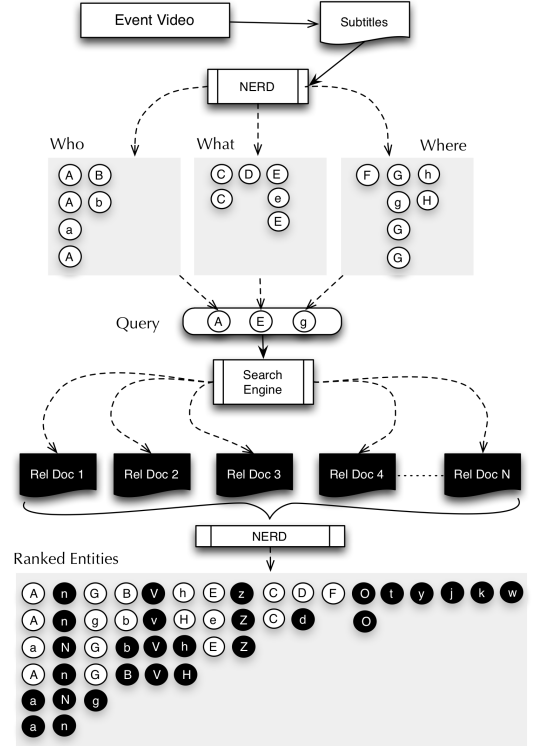 Event Video
Subtitles
NERD
Who
What
Where
A B
A b
a
A
C D E
C e
E
F G h
g H
G
G
Query
A E g
Search
Engine
Rel Doc 1
Rel Doc 2
Rel Doc 3
Rel Doc 4
Rel Doc N
NERD
Ranked Entities
A n G B V h E z C D F O t y j k w
A n g b v H e Z C d O
a N G b V h E Z
A n G B V H
a N g
a n